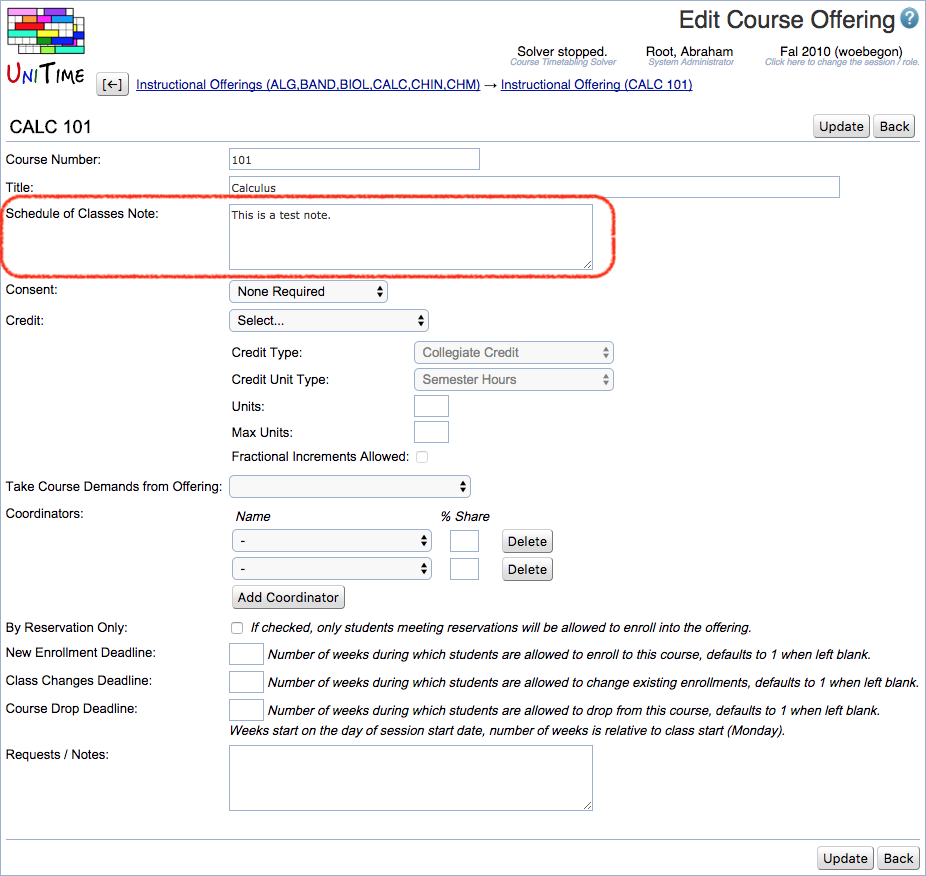 Edit Course Offering ?
UNITIME
Solver stopped. Root, Abraham Fal 2010 (woebegon)
Course Timetabling Solver System Administrator Click here to change the session / role.
[←] Instructional Offerings (ALG,BAND,BIOL,CALC,CHIN,CHM) → Instructional Offering (CALC 101)
CALC 101 Update Back
Course Number: 101
Title: Calculus
Schedule of Classes Note: This is a test note.
Consent: None Required
Credit: Select...
Credit Type: Collegiate Credit
Credit Unit Type: Semester Hours
Units:
Max Units:
Fractional Increments Allowed:
Take Course Demands from Offering:
Coordinators: Name % Share
- Delete
- Delete
Add Coordinator
By Reservation Only: If checked, only students meeting reservations will be allowed to enroll into the offering.
New Enrollment Deadline: Number of weeks during which students are allowed to enroll to this course, defaults to 1 when left blank.
Class Changes Deadline: Number of weeks during which students are allowed to change existing enrollments, defaults to 1 when left blank.
Course Drop Deadline: Number of weeks during which students are allowed to drop from this course, defaults to 1 when left blank.
Weeks start on the day of session start date, number of weeks is relative to class start (Monday).
Requests / Notes:
Update Back